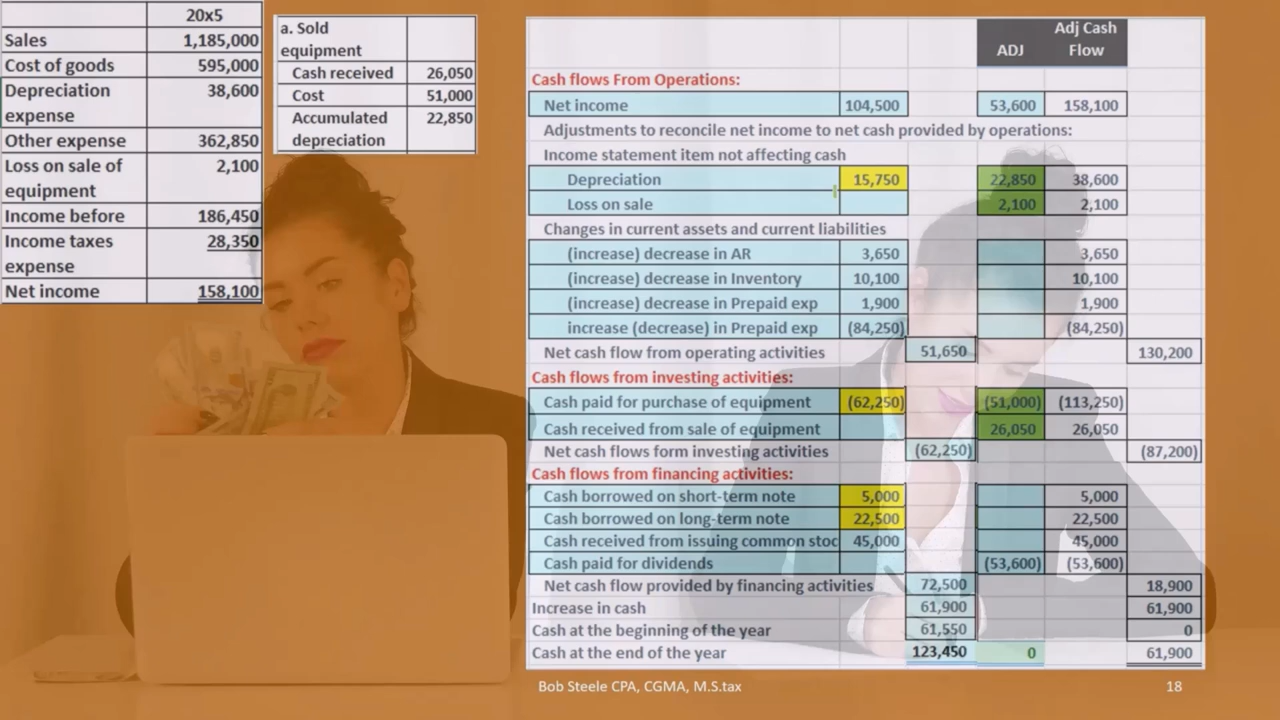 20x5
Sales 1,185,000
Cost of goods 595,000
Depreciation
expense 38,600
Other expense 362,850
Loss on sale of
equipment 2,100
Income before 186,450
Income taxes
expense 28,350
Net income 158,100
a. Sold
equipment
Cash received 26,050
Cost 51,000
Accumulated
depreciation 22,850
ADJ Adj Cash
Flow
Cash flows From Operations:
Net income 104,500 53,600 158,100
Adjustments to reconcile net income to net cash provided by operations:
Income statement item not affecting cash
Depreciation 15,750 22,850 38,600
Loss on sale 2,100 2,100
Changes in current assets and current liabilities
(increase) decrease in AR 3,650 3,650
(increase) decrease in Inventory 10,100 10,100
(increase) decrease in Prepaid exp 1,900 1,900
increase (decrease) in Prepaid exp (84,250) (84,250)
Net cash flow from operating activities 51,650 130,200
Cash flows from investing activities:
Cash paid for purchase of equipment (62,250) (51,000) (113,250)
Cash received from sale of equipment 26,050 26,050
Net cash flows form investing activities (62,250) (87,200)
Cash flows from financing activities:
Cash borrowed on short-term note 5,000 5,000
Cash borrowed on long-term note 22,500 22,500
Cash received from issuing common stoc 45,000 45,000
Cash paid for dividends (53,600) (53,600)
Net cash flow provided by financing activities 72,500 18,900
Increase in cash 61,900 61,900
Cash at the beginning of the year 61,550 0
Cash at the end of the year 123,450 0 61,900
Bob Steele CPA, CGMA, M.S.tax 18